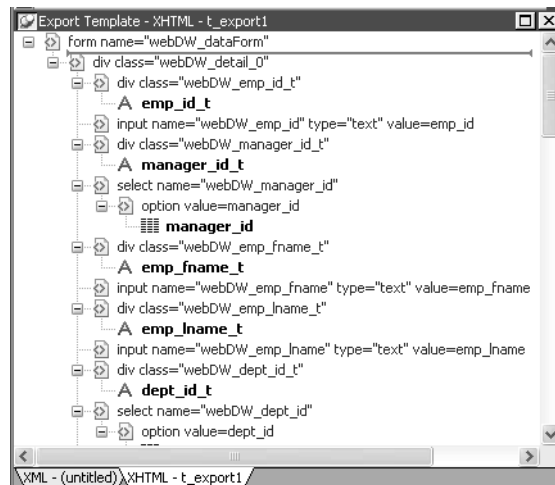 Export Template - XHTML - t_export1
form name="webDW_dataForm"
div class="webDW_detail_0"
div class="webDW_emp_id_t"
A emp_id_t
input name="webDW_emp_id" type="text" value=emp_id
div class="webDW_manager_id_t"
A manager_id_t
select name="webDW_manager_id"
option value=manager_id
manager_id
div class="webDW_emp_fname_t"
A emp_fname_t
input name="webDW_emp_fname" type="text" value=emp_fname
div class="webDW_emp_lname_t"
A emp_lname_t
input name="webDW_emp_lname" type="text" value=emp_lname
div class="webDW_dept_id_t"
A dept_id_t
select name="webDW_dept_id"
option value=dept_id
XML - (untitled) XHTML - t_export1